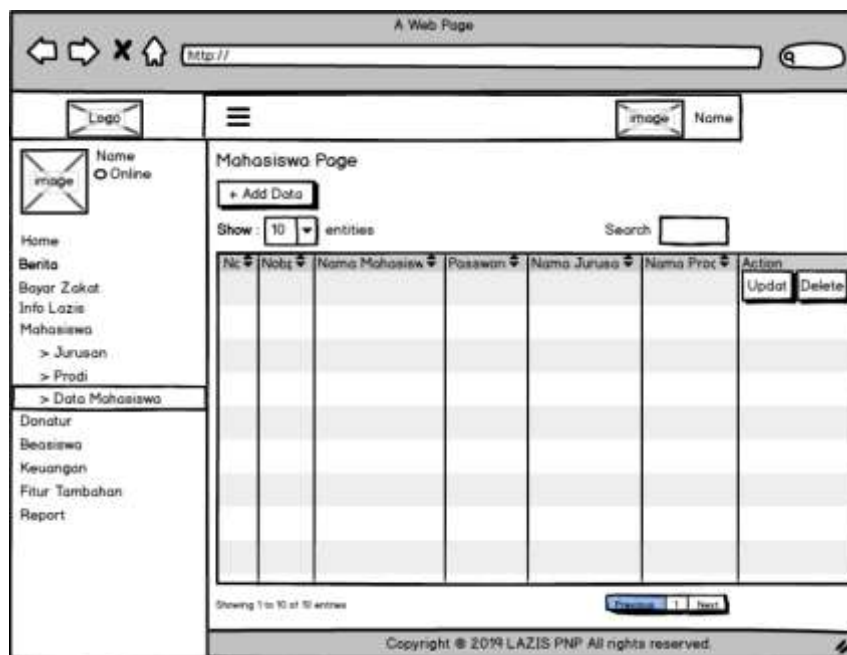 A Web Page
http://
Logo
image Name
Name
image
Online
Home
Berita
Bayar Zakat
Info Lazis
Mahasiswa
> Jurusan
> Prodi
> Data Mahasiswa
Donatur
Beasiswa
Keuangan
Fitur Tambahan
Report
Mahasiswa Page
+ Add Data
Show : 10 entities Search
Nama Mahasisw Nama Jurusa Nama Action
Updat Delete
Showing 1 to 10 of 10 entries
Previous 1 Next
Copyright © 2019 LAZIS PNP All rights reserved.